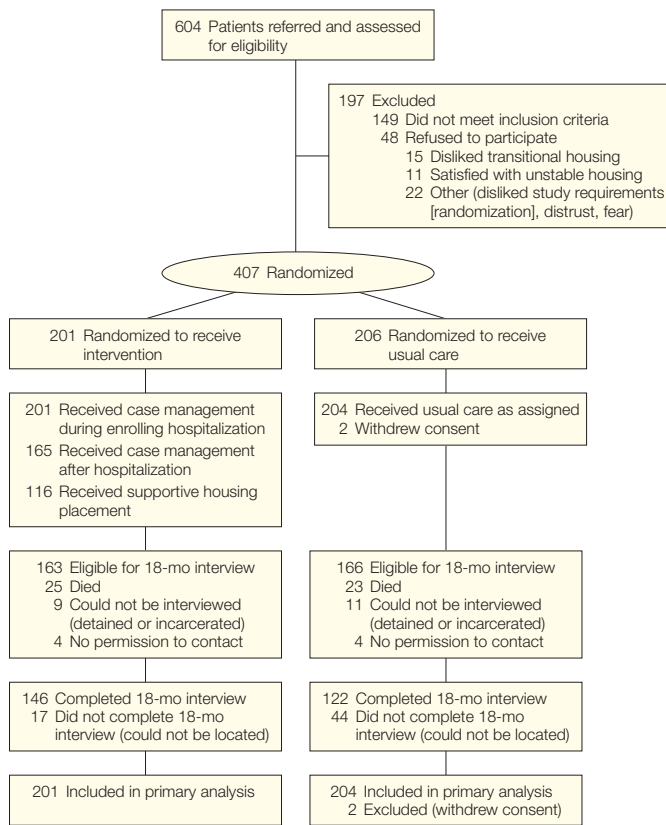 604 Patients referred and assessed
for eligibility
197 Excluded
149 Did not meet inclusion criteria
48 Refused to participate
15 Disliked transitional housing
11 Satisfied with unstable housing
22 Other (disliked study requirements
[randomization], distrust, fear)
407 Randomized
201 Randomized to receive
intervention
206 Randomized to receive
usual care
201 Received case management
during enrolling hospitalization
165 Received case management
after hospitalization
116 Received supportive housing
placement
204 Received usual care as assigned
2 Withdrew consent
163 Eligible for 18-mo interview
25 Died
9 Could not be interviewed
(detained or incarcerated)
4 No permission to contact
166 Eligible for 18-mo interview
23 Died
11 Could not be interviewed
(detained or incarcerated)
4 No permission to contact
146 Completed 18-mo interview
17 Did not complete 18-mo
interview (could not be located)
122 Completed 18-mo interview
44 Did not complete 18-mo
interview (could not be located)
201 Included in primary analysis
204 Included in primary analysis
2 Excluded (withdrew consent)